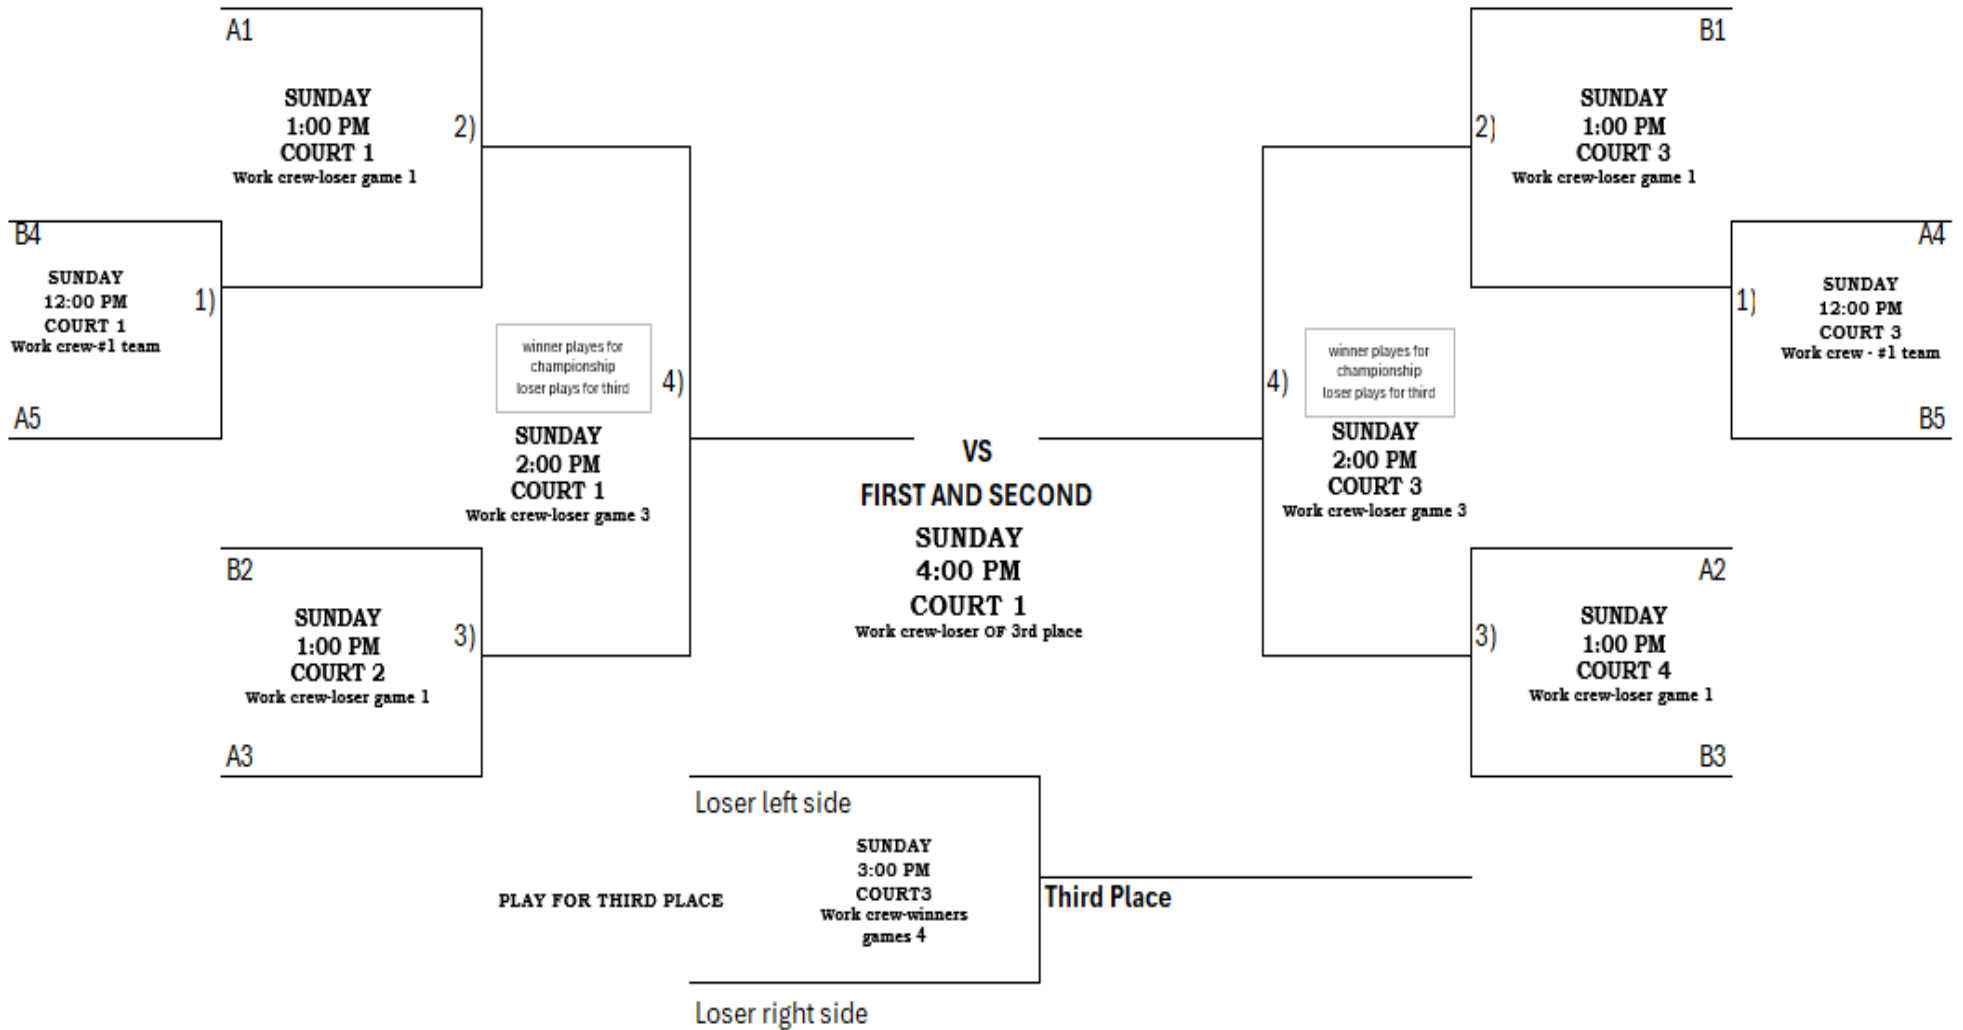 A1
SUNDAY
1:00 PM
COURT 1
Work crew-loser game 1
2)
B4
SUNDAY
12:00 PM
COURT 1
Work crew-#1 team
1)
A5
winner playes for
championship
loser plays for third
4)
SUNDAY
2:00 PM
COURT 1
Work crew-loser game 3
B2
SUNDAY
1:00 PM
COURT 2
Work crew-loser game 1
3)
A3
VS
FIRST AND SECOND
SUNDAY
4:00 PM
COURT 1
Work crew-loser OF 3rd place
B1
2)
SUNDAY
1:00 PM
COURT 3
Work crew-loser game 1
A4
1)
SUNDAY
12:00 PM
COURT 3
Work crew - #1 team
B5
4)
winner playes for
championship
loser plays for third
SUNDAY
2:00 PM
COURT 3
Work crew-loser game 3
A2
3)
SUNDAY
1:00 PM
COURT 4
Work crew-loser game 1
B3
Loser left side
SUNDAY
3:00 PM
COURT3
Work crew-winners
games 4
PLAY FOR THIRD PLACE
Third Place
Loser right side